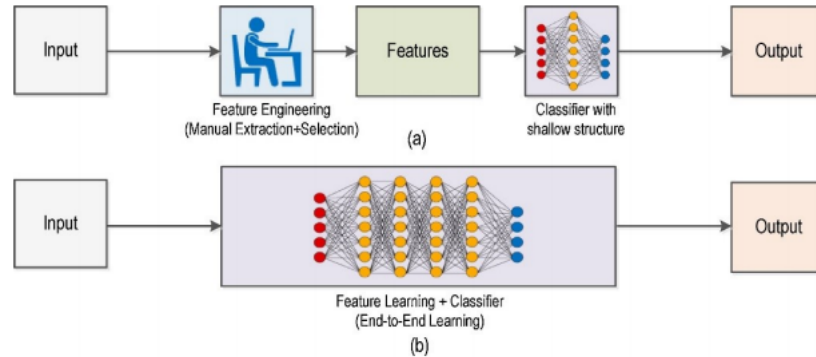 Input
Features
Output
Feature Engineering
(Manual Extraction+Selection)
Classifier with
shallow structure
(a)
Input
Output
Feature Learning + Classifier
(End-to-End Learning)
(b)